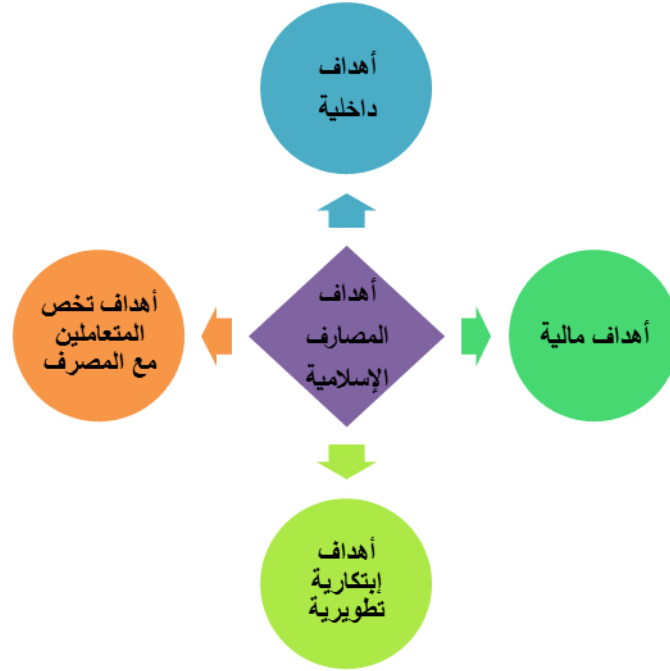 أهداف
داخلية
أهداف
المصارف
الإسلامية
أهداف مالية
أهداف تخص
المتعاملين
مع المصرف
أهداف
إبتكارية
تطويرية